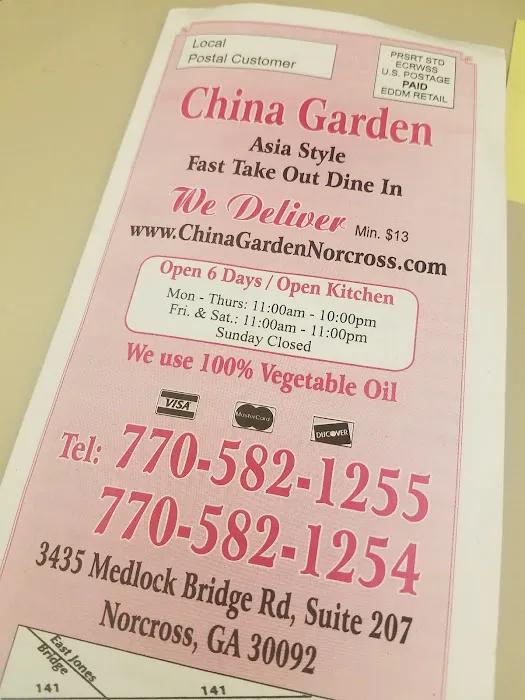 Local
Postal Customer
PRSRT STD
ECRWSS
U.S. POSTAGE
PAID
EDDM RETAIL
China Garden
Asia Style
Fast Take Out Dine In
We Deliver Min. $13
www.ChinaGardenNorcross.com
Open 6 Days / Open Kitchen
Mon - Thurs: 11:00am - 10:00pm
Fri. & Sat.: 11:00am - 11:00pm
Sunday Closed
We use 100% Vegetable Oil
VISA MasterCard DISCOVER
Tel: 770-582-1255
770-582-1254
3435 Medlock Bridge Rd, Suite 207
Norcross, GA 30092
East Jones
Bridge
141 141